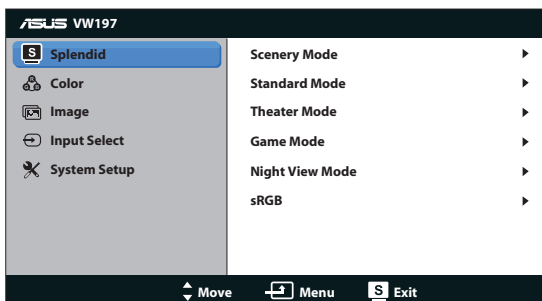 ASUS VW197
S Splendid
Color
Image
Input Select
System Setup
Scenery Mode
Standard Mode
Theater Mode
Game Mode
Night View Mode
sRGB
Move Menu S Exit